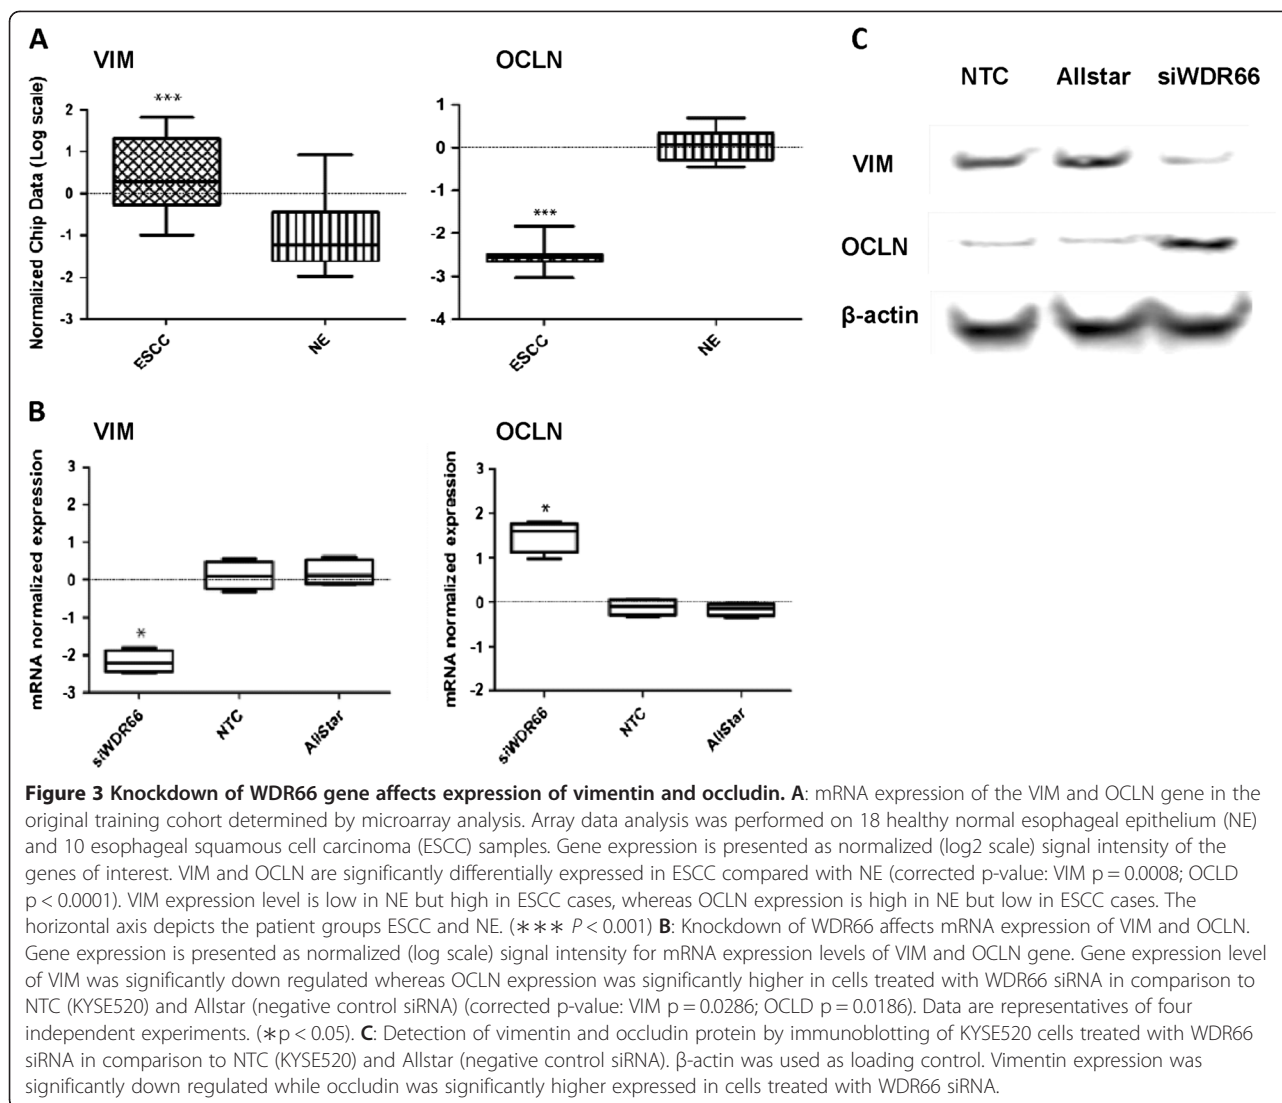 A
VIM
OCLN
Normalized Chip Data (Log scale)
***
2
1
0
-1
-2
-3
ESCC
NE
***
1
0
-1
-2
-3
-4
ESCC
NE
C
NTC Allstar siWDR66
VIM
OCLN
β-actin
B
VIM
OCLN
mRNA normalized expression
*
3
2
1
0
-1
-2
-3
siWDR66
NTC
AllStar
mRNA normalized expression
*
3
2
1
0
-1
-2
siWDR66
NTC
AllStar
Figure 3 Knockdown of WDR66 gene affects expression of vimentin and occludin. A: mRNA expression of the VIM and OCLN gene in the
original training cohort determined by microarray analysis. Array data analysis was performed on 18 healthy normal esophageal epithelium (NE)
and 10 esophageal squamous cell carcinoma (ESCC) samples. Gene expression is presented as normalized (log2 scale) signal intensity of the
genes of interest. VIM and OCLN are significantly differentially expressed in ESCC compared with NE (corrected p-value: VIM p = 0.0008; OCLD
p < 0.0001). VIM expression level is low in NE but high in ESCC cases, whereas OCLN expression is high in NE but low in ESCC cases. The
horizontal axis depicts the patient groups ESCC and NE. (∗∗∗ P < 0.001) B: Knockdown of WDR66 affects mRNA expression of VIM and OCLN.
Gene expression is presented as normalized (log scale) signal intensity for mRNA expression levels of VIM and OCLN gene. Gene expression level
of VIM was significantly down regulated whereas OCLN expression was significantly higher in cells treated with WDR66 siRNA in comparison to
NTC (KYSE520) and Allstar (negative control siRNA) (corrected p-value: VIM p = 0.0286; OCLD p = 0.0186). Data are representatives of four
independent experiments. (∗p < 0.05). C: Detection of vimentin and occludin protein by immunoblotting of KYSE520 cells treated with WDR66
siRNA in comparison to NTC (KYSE520) and Allstar (negative control siRNA). β-actin was used as loading control. Vimentin expression was
significantly down regulated while occludin was significantly higher expressed in cells treated with WDR66 siRNA.